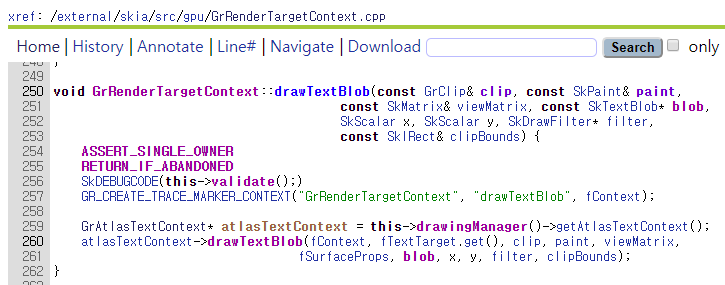 xref: /external/skia/src/gpu/GrRenderTargetContext.cpp
Home | History | Annotate | Line# | Navigate | Download Search only
248 }
249
250 void GrRenderTargetContext::drawTextBlob(const GrClip& clip, const SkPaint& paint,
251 const SkMatrix& viewMatrix, const SkTextBlob* blob,
252 SkScalar x, SkScalar y, SkDrawFilter* filter,
253 const SkIRect& clipBounds) {
254 ASSERT_SINGLE_OWNER
255 RETURN_IF_ABANDONED
256 SkDEBUGCODE(this->validate();)
257 GR_CREATE_TRACE_MARKER_CONTEXT("GrRenderTargetContext", "drawTextBlob", fContext);
258
259 GrAtlasTextContext* atlasTextContext = this->drawingManager()->getAtlasTextContext();
260 atlasTextContext->drawTextBlob(fContext, fTextTarget.get(), clip, paint, viewMatrix,
261 fSurfaceProps, blob, x, y, filter, clipBounds);
262 }